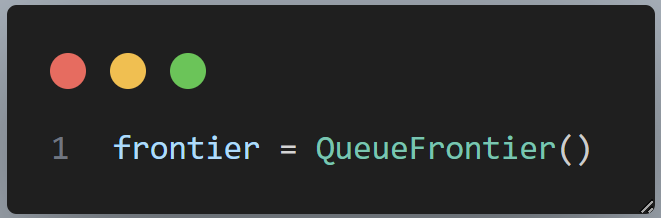 1 frontier = QueueFrontier()